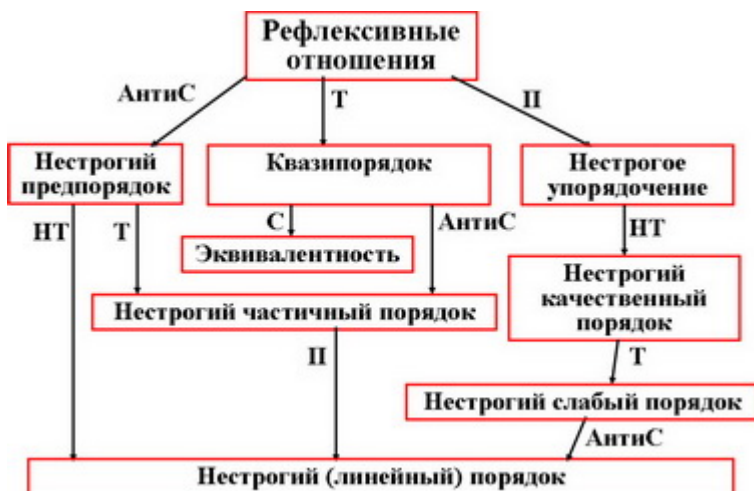 Рефлексивные
отношения
АнтиС
Т
П
Нестрогий
предпорядок
Квазипорядок
Нестрогое
упорядочение
НТ
Т
С
АнтиС
НТ
Эквивалентность
Нестрогий
качественный
порядок
Нестрогий частичный порядок
П
Т
Нестрогий слабый порядок
АнтиС
Нестрогий (линейный) порядок